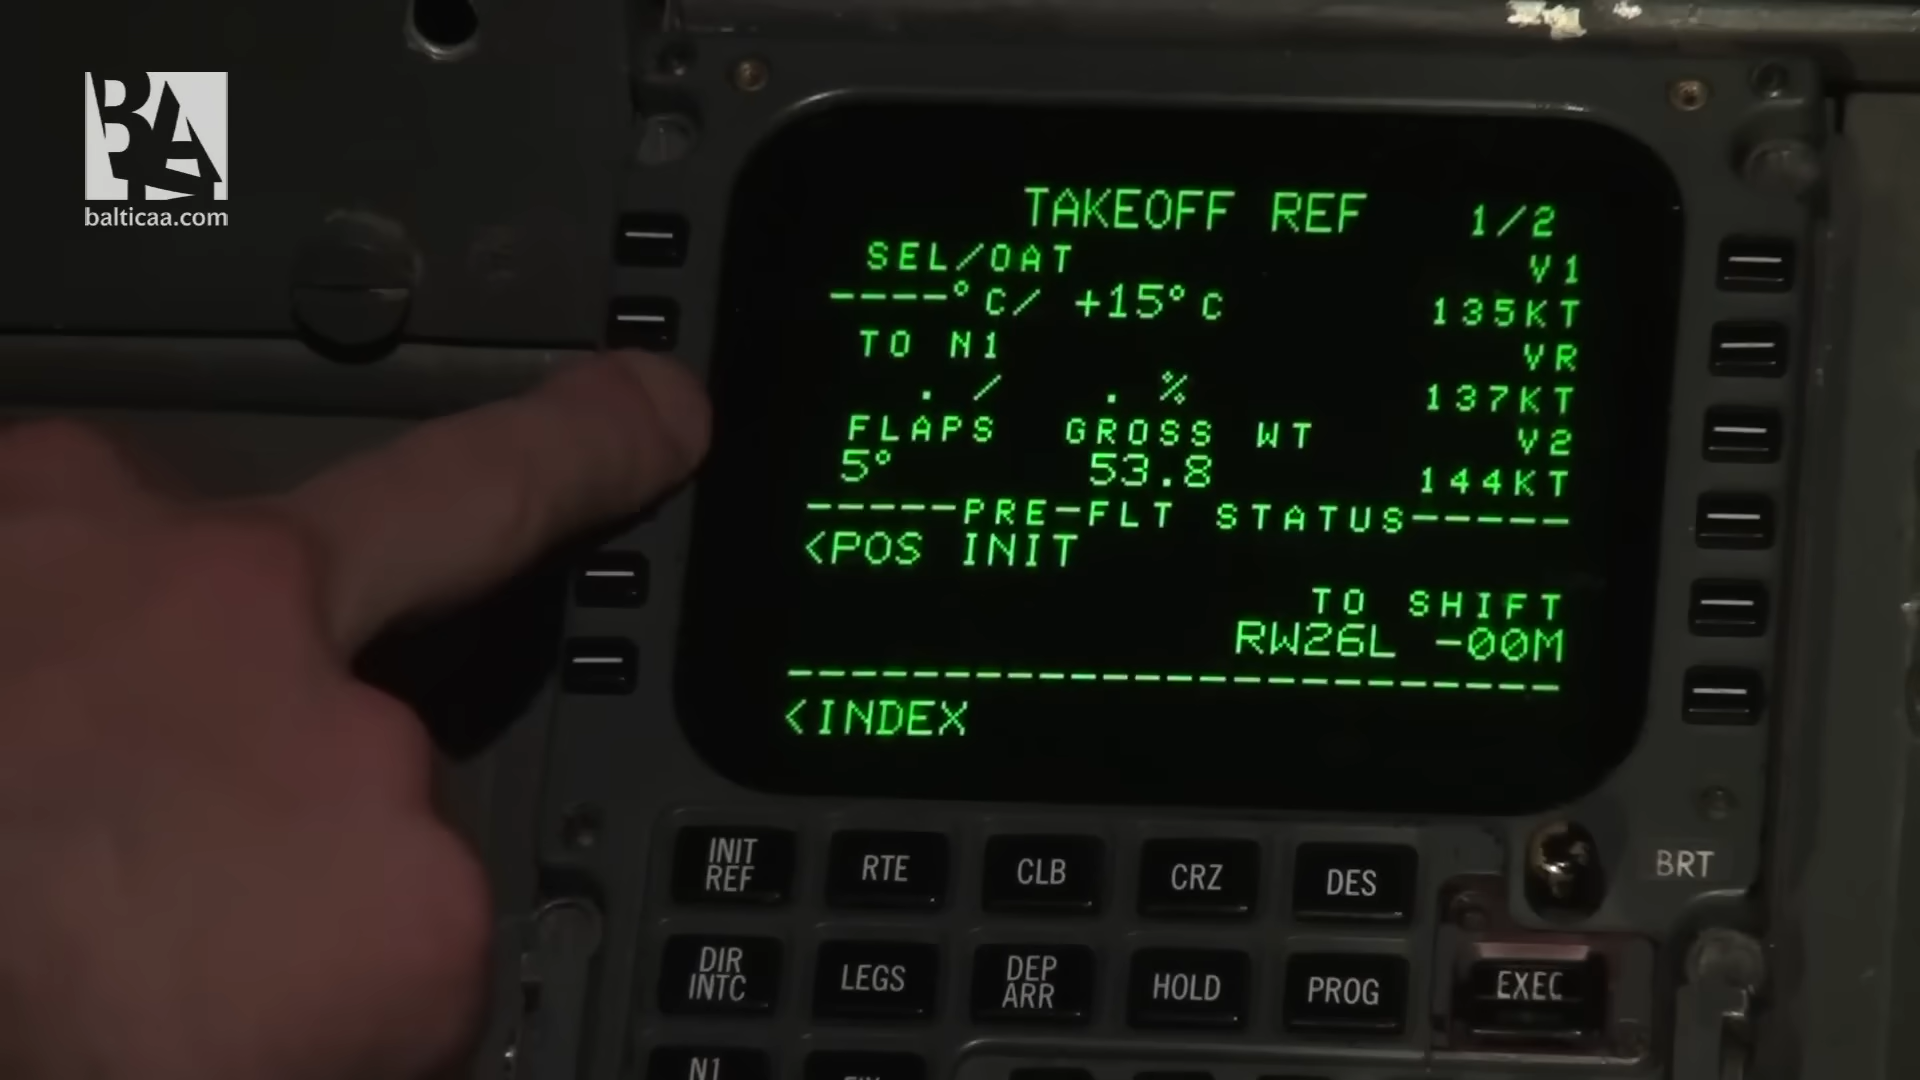 BAA
balticaa.com
TAKEOFF REF 1/2
SEL/OAT V1
----°C/ +15°C 135KT
TO N1 VR
. / . % 137KT
FLAPS GROSS WT V2
5° 53.8 144KT
-----PRE-FLT STATUS-----
<POS INIT
TO SHIFT
RW26L -00M
-------------------------
<INDEX
BRT
INIT REF RTE CLB CRZ DES
DIR INTC LEGS DEP ARR HOLD PROG EXEC
N1